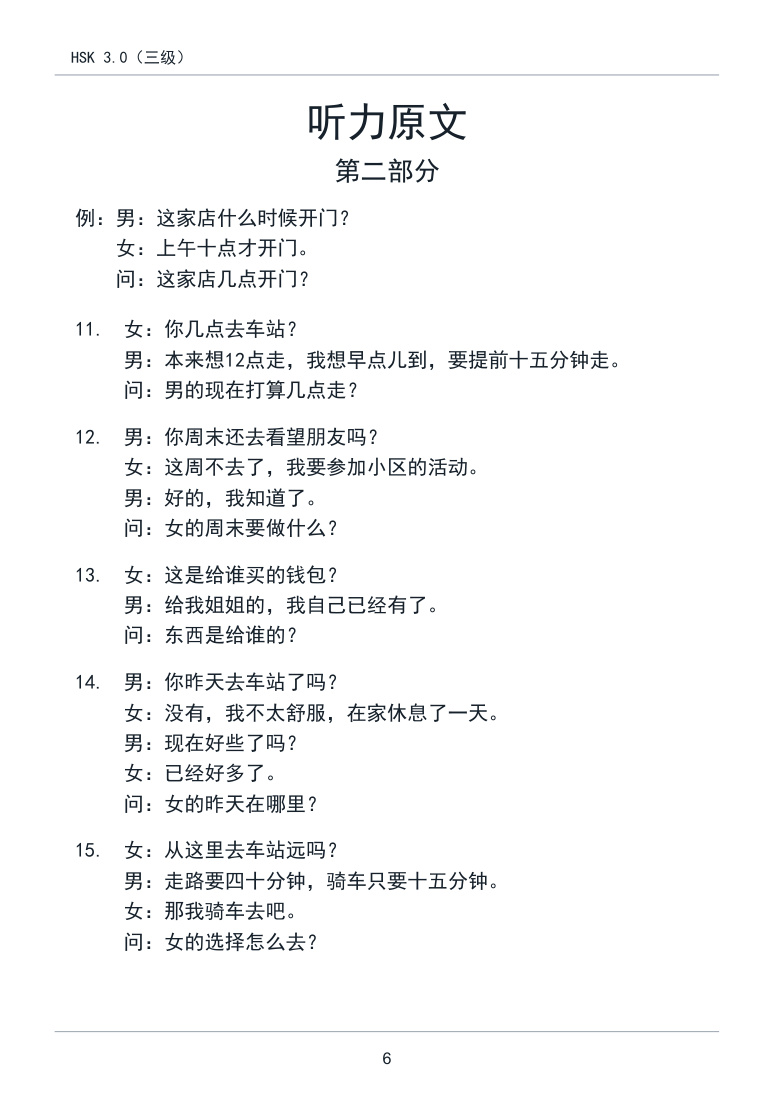 HSK 3.0（三级）
听力原文
第二部分
例：男：这家店什么时候开门？
女：上午十点才开门。
问：这家店几点开门？
11. 女：你几点去车站？
男：本来想12点走，我想早点儿到，要提前十五分钟走。
问：男的现在打算几点走？
12. 男：你周末还去看望朋友吗？
女：这周不去了，我要参加小区的活动。
男：好的，我知道了。
问：女的周末要做什么？
13. 女：这是给谁买的钱包？
男：给我姐姐的，我自己已经有了。
问：东西是给谁的？
14. 男：你昨天去车站了吗？
女：没有，我不太舒服，在家休息了一天。
男：现在好些了吗？
女：已经好多了。
问：女的昨天在哪里？
15. 女：从这里去车站远吗？
男：走路要四十分钟，骑车只要十五分钟。
女：那我骑车去吧。
问：女的选择怎么去？
6